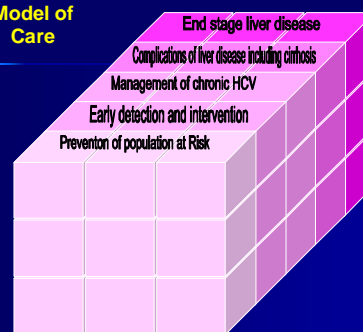 Model of
Care
End stage liver disease
Complications of liver disease including cirrhosis
Management of chronic HCV
Early detection and intervention
Preventon of population at Risk